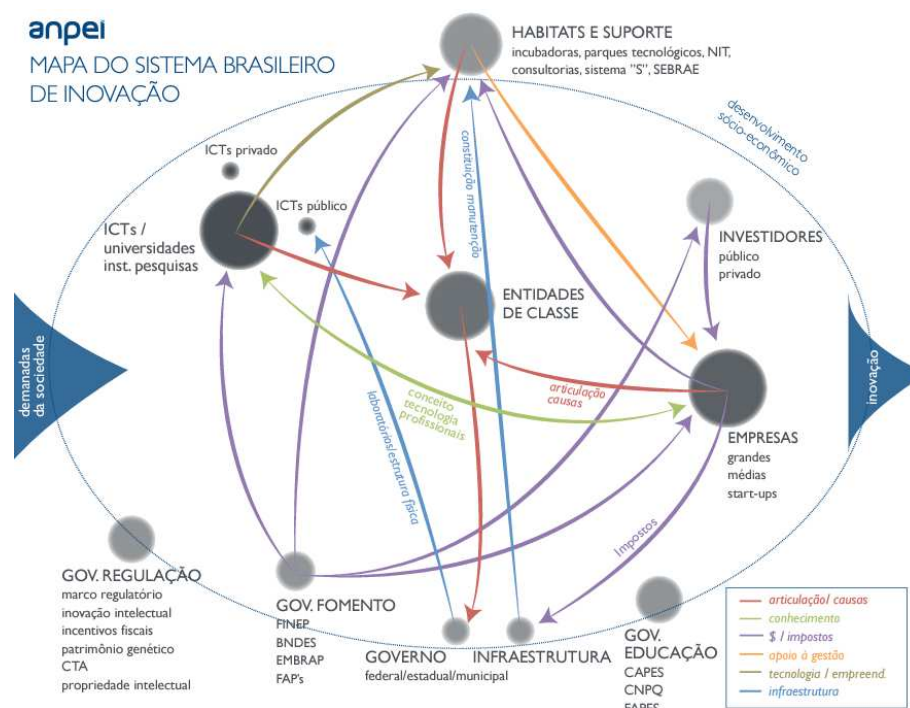 anpei
MAPA DO SISTEMA BRASILEIRO
DE INOVAÇÃO
HABITATS E SUPORTE
incubadoras, parques tecnológicos, NIT,
consultorias, sistema "S", SEBRAE
desenvolvimento
sócio-econômico
ICTs privado
ICTs público
ICTs /
universidades
inst. pesquisas
constituição manutenção
INVESTIDORES
público
privado
ENTIDADES
DE CLASSE
demanadas
da sociedade
inovação
articulação
causas
conceito
tecnologia
profissionais
laboratórios/estrutura física
EMPRESAS
grandes
médias
start-ups
Impostos
GOV. REGULAÇÃO
marco regulatório
inovação intelectual
incentivos fiscais
patrimônio genético
CTA
propriedade intelectual
GOV. FOMENTO
FINEP
BNDES
EMBRAP
FAP's
GOVERNO
federal/estadual/municipal
INFRAESTRUTURA
GOV.
EDUCAÇÃO
CAPES
CNPQ
FAPES
articulação/ causas
conhecimento
$ / impostos
apoio à gestão
tecnologia / empreend.
infraestrutura